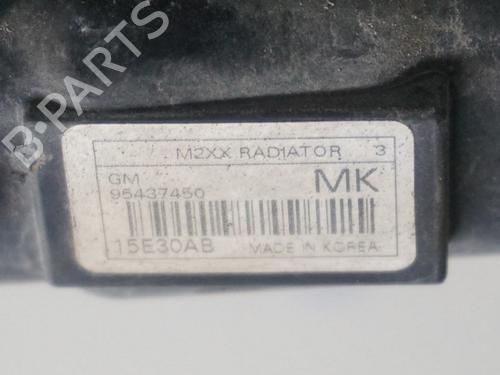 M2XX RADIATOR 3
GM MK
95437450
15E30AB MADE IN KOREA
B-PARTS